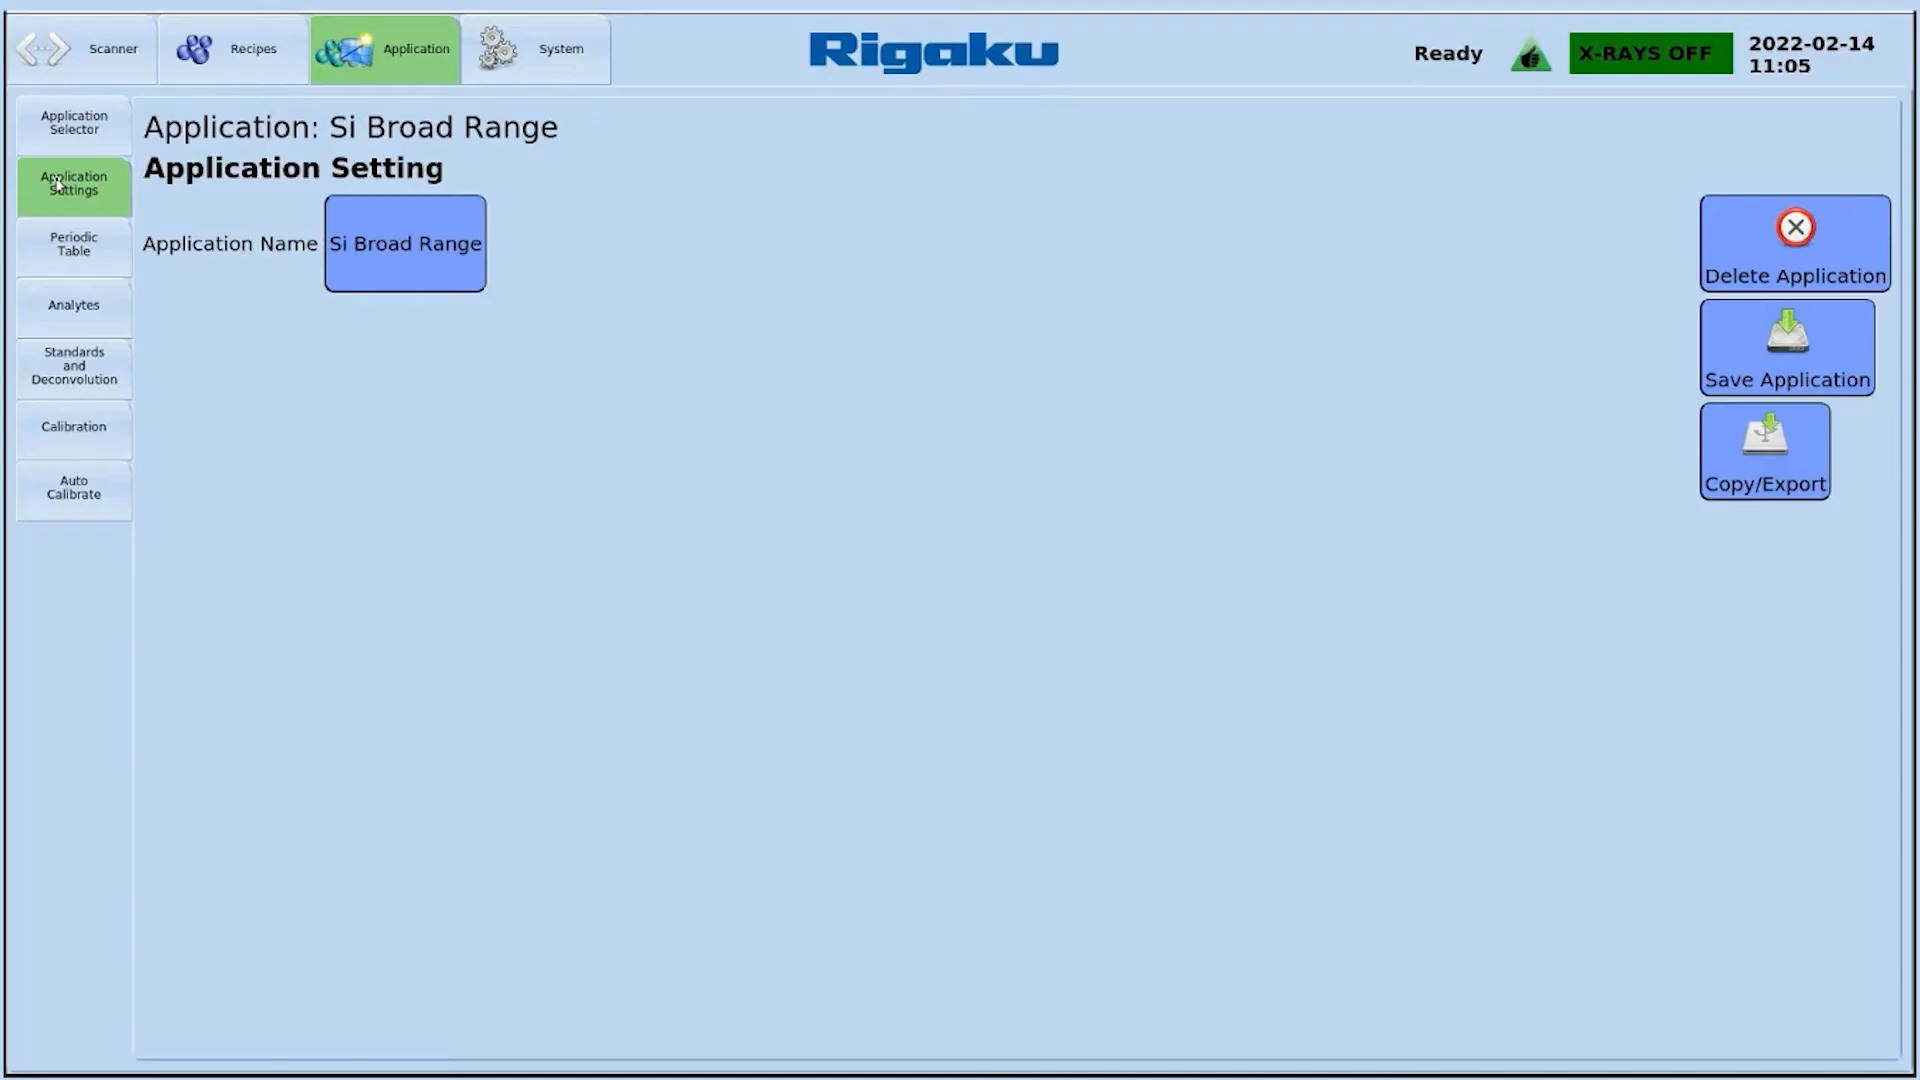 Scanner
Recipes
Application
System
Rigaku
Ready
X-RAYS OFF
2022-02-14
11:05
Application
Selector
Application
Settings
Periodic
Table
Analytes
Standards
and
Deconvolution
Calibration
Auto
Calibrate
Application: Si Broad Range
Application Setting
Application Name
Si Broad Range
Delete Application
Save Application
Copy/Export